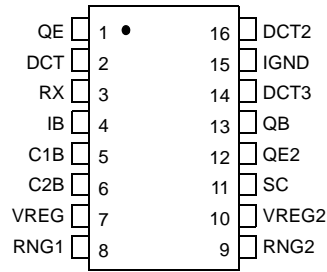 QE 1 16 DCT2
DCT 2 15 IGND
RX 3 14 DCT3
IB 4 13 QB
C1B 5 12 QE2
C2B 6 11 SC
VREG 7 10 VREG2
RNG1 8 9 RNG2